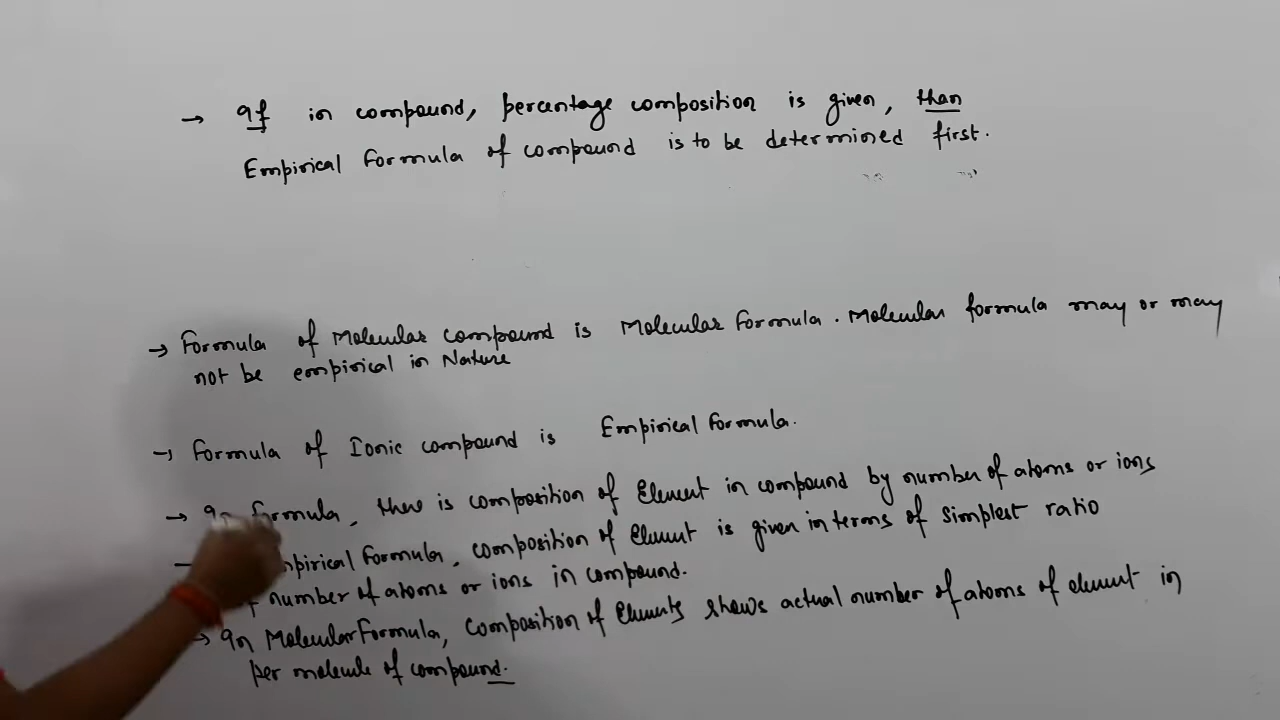 → If in compound, percentage composition is given, than
Empirical Formula of compound is to be determined first.
→ Formula of Molecular compound is Molecular Formula. Molecular formula may or may
not be empirical in Nature
→ Formula of Ionic compound is Empirical Formula.
→ In formula, there is composition of Element in compound by number of atoms or ions
pirical Formula, composition of Element is given in terms of simplest ratio
number of atoms or ions in compound.
→ In Molecular Formula, composition of Elements shows actual number of atoms of element in
per molecule of compound.